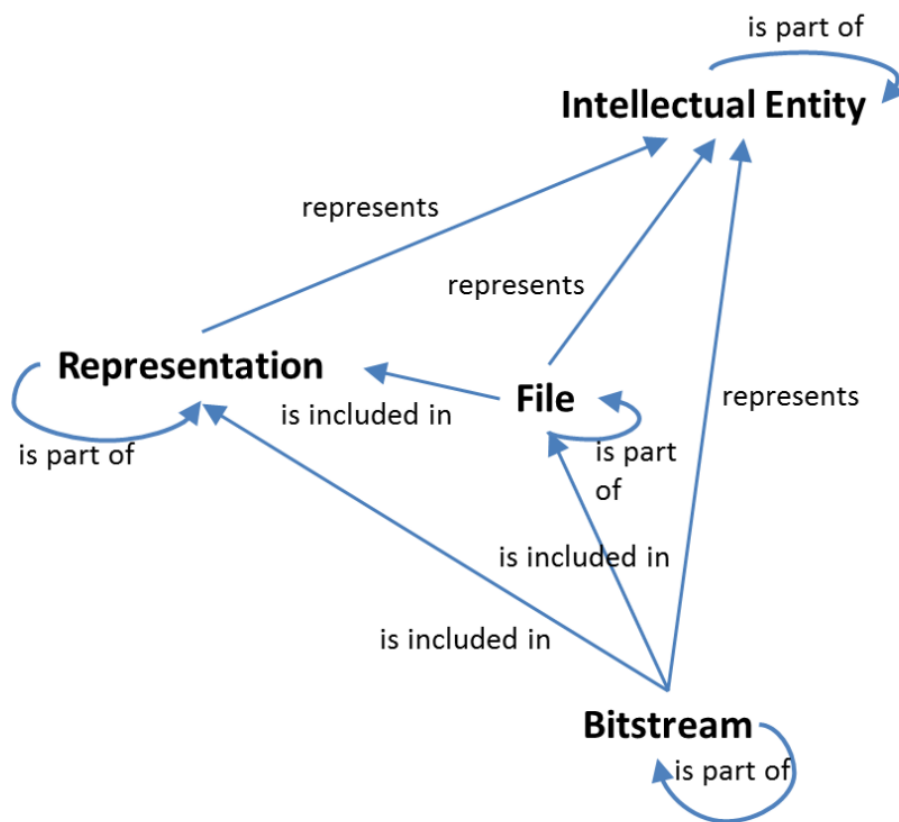 is part of
Intellectual Entity
represents
represents
Representation
is included in
File
represents
is part of
is part
of
is included in
is included in
Bitstream
is part of